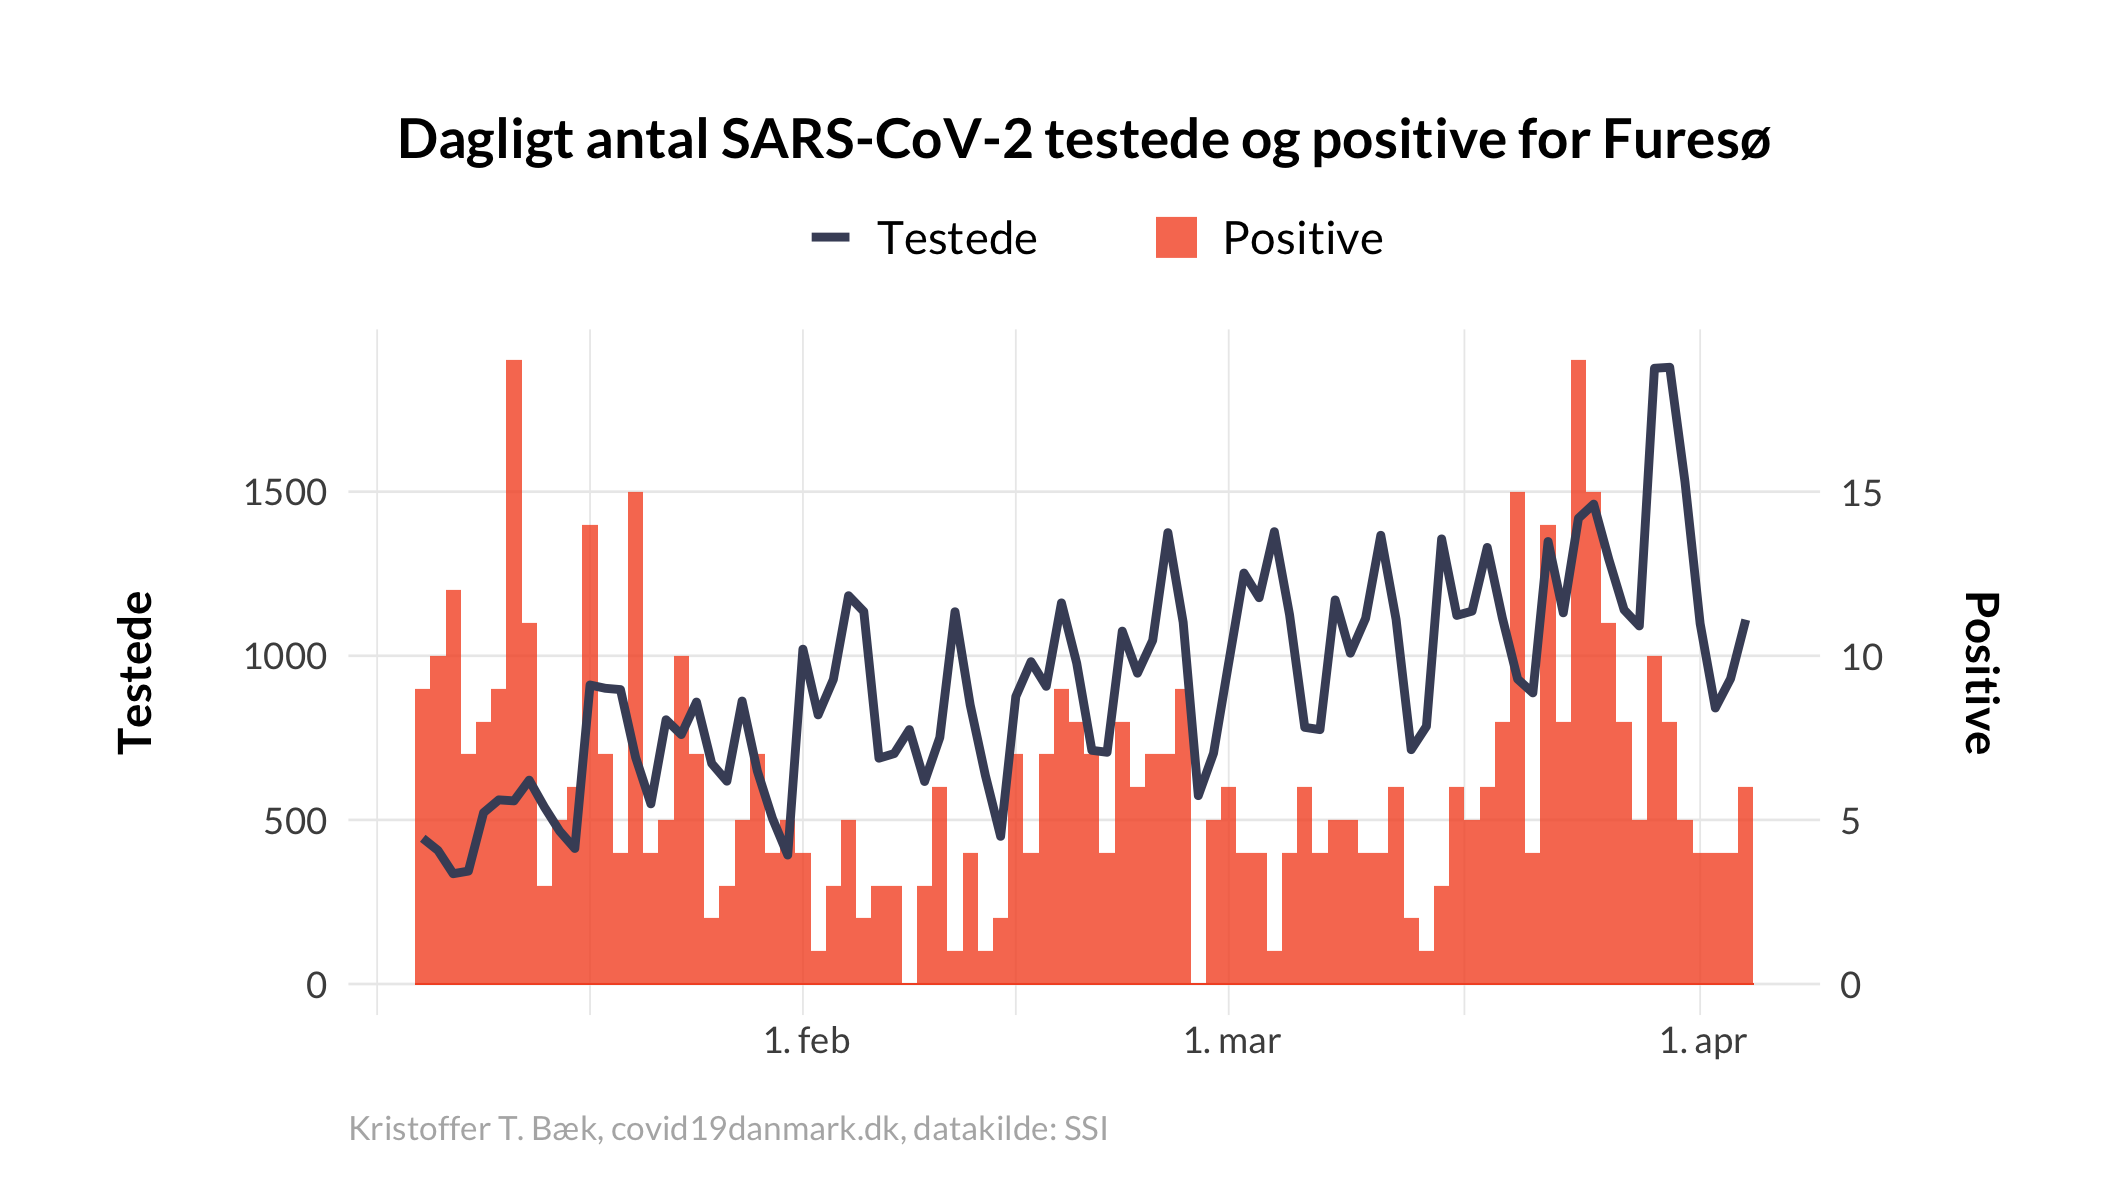 Dagligt antal SARS-CoV-2 testede og positive for Furesø
Testede Positive
1500
1000
500
0
Testede
15
10
5
0
Positive
1. feb 1. mar 1. apr
Kristoffer T. Bæk, covid19danmark.dk, datakilde: SSI